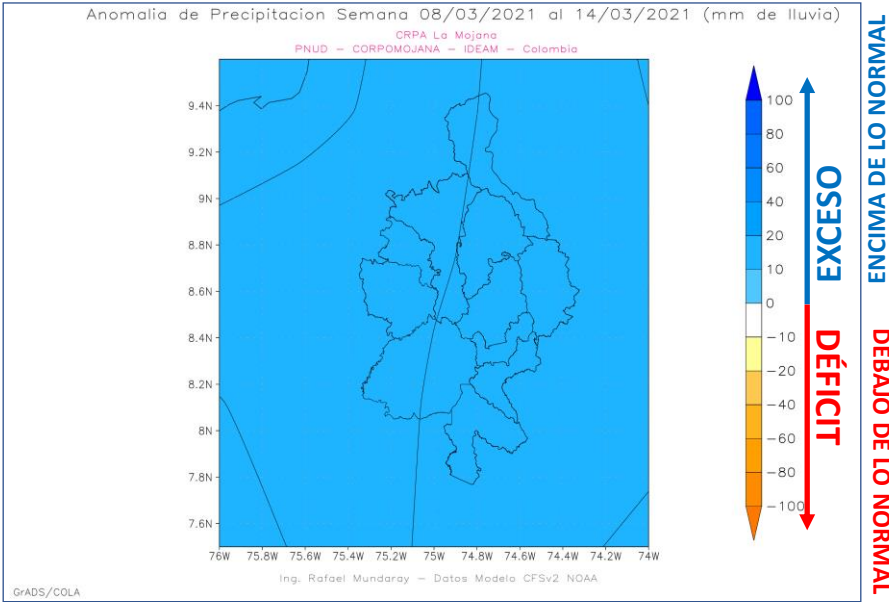 Anomalia de Precipitacion Semana 08/03/2021 al 14/03/2021 (mm de lluvia)
CRPA La Mojana
PNUD – CORPOMOJANA – IDEAM – Colombia
9.4N
9.2N
9N
8.8N
8.6N
8.4N
8.2N
8N
7.8N
7.6N
76W 75.8W 75.6W 75.4W 75.2W 75W 74.8W 74.6W 74.4W 74.2W 74W
100
80
60
40
20
10
0
−10
−20
−40
−60
−80
−100
EXCESO
DÉFICIT
ENCIMA DE LO NORMAL
DEBAJO DE LO NORMAL
Ing. Rafael Mundaray – Datos Modelo CFSv2 NOAA
GrADS/COLA